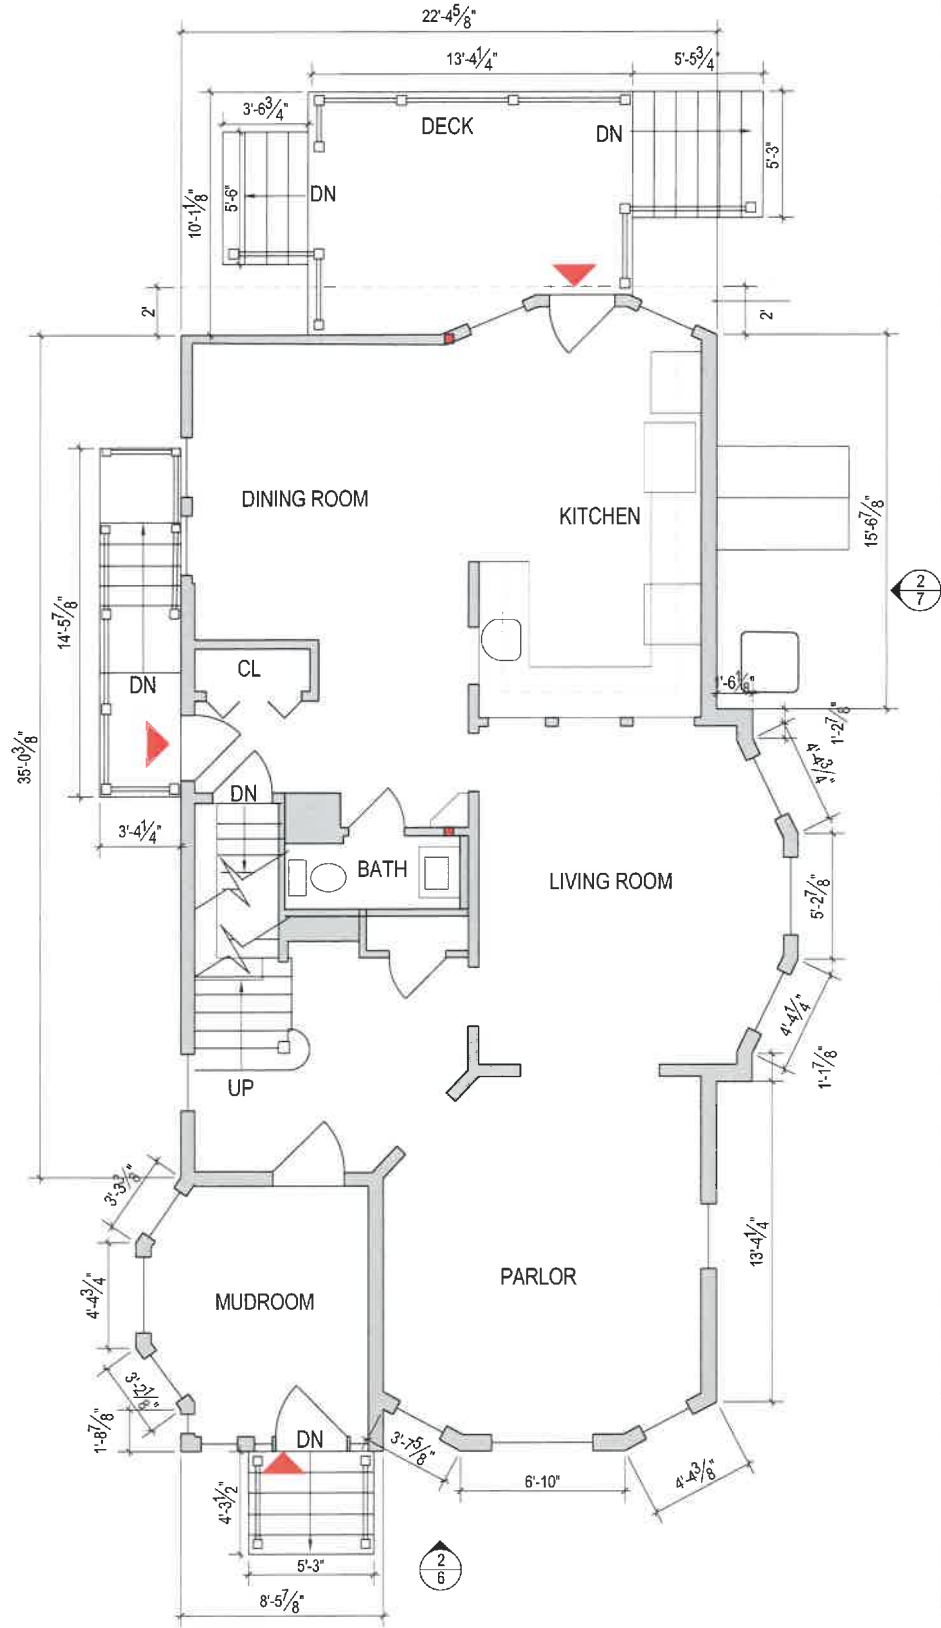 22'-4 5/8"
13'-4 1/4"
5'-5 3/4
3'-6 3/4"
DECK
DN
5'-3"
DN
5'-6"
10'-1 1/8"
2'
2'
DINING ROOM
KITCHEN
15'-6 7/8"
2
7
14'-5 7/8"
CL
DN
1'-6 1/8"
1'-2 7/8"
4'-4 3/4"
35'-0 3/8"
DN
3'-4 1/4"
BATH
LIVING ROOM
5'-2 7/8"
4'-4 1/4"
1'-1 7/8"
UP
3'-3 3/8"
13'-4 1/4"
4'-4 3/4"
MUDROOM
PARLOR
3'-2 1/8"
1'-8 7/8"
DN
3'-7 5/8"
4'-4 3/8"
4'-3 1/2"
6'-10"
5'-3"
2
6
8'-5 7/8"